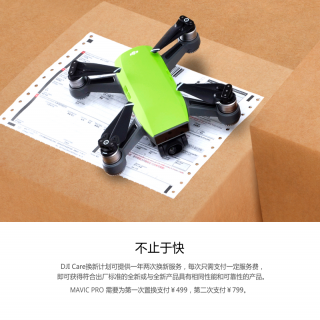 dji
不止于快
DJI Care换新计划可提供一年两次换新服务，每次只需支付一定服务费，
即可获得符合出厂标准的全新或与全新产品具有相同性能和可靠性的产品。
MAVIC PRO 需要为第一次置换支付￥499，第二次支付￥799。